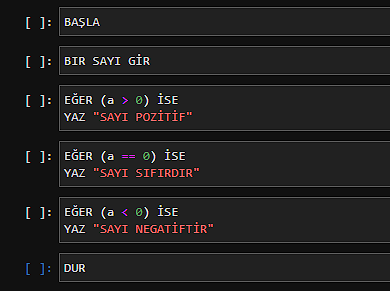 [ ]: BAŞLA
[ ]: BIR SAYI GİR
[ ]: EĞER (a > 0) İSE
YAZ "SAYI POZİTİF"
[ ]: EĞER (a == 0) İSE
YAZ "SAYI SIFIRDIR"
[ ]: EĞER (a < 0) İSE
YAZ "SAYI NEGATİFTİR"
[ ]: DUR